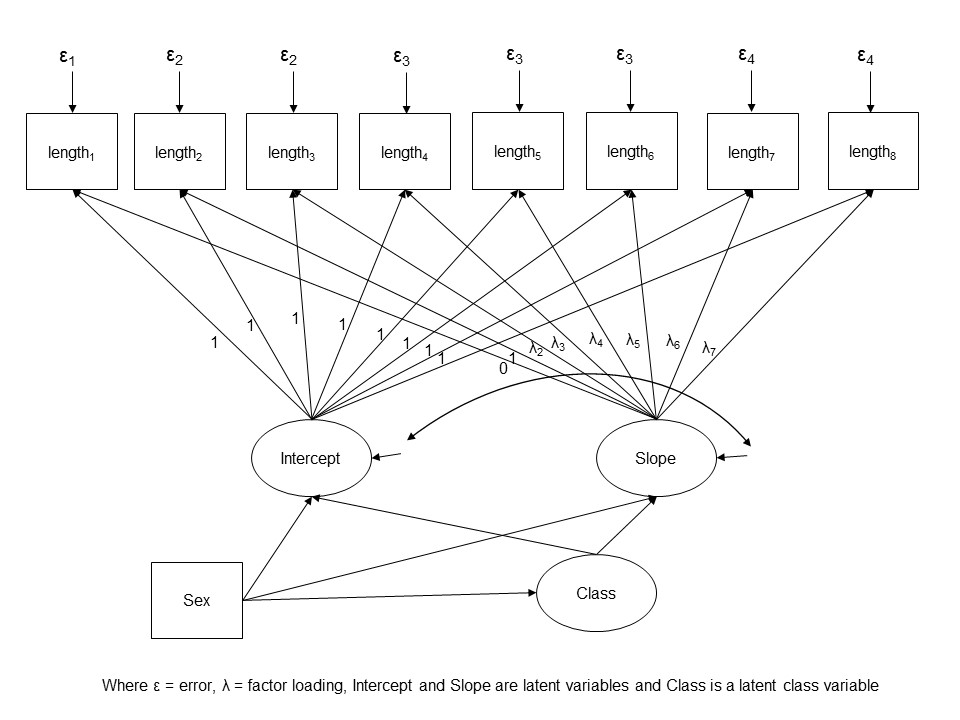 ε1 ε2 ε2 ε3 ε3 ε3 ε4 ε4
length1 length2 length3 length4 length5 length6 length7 length8
1 1 1 1 1 1 1 1 0 1 λ2 λ3 λ4 λ5 λ6 λ7
Intercept Slope
Sex Class
Where ε = error, λ = factor loading, Intercept and Slope are latent variables and Class is a latent class variable